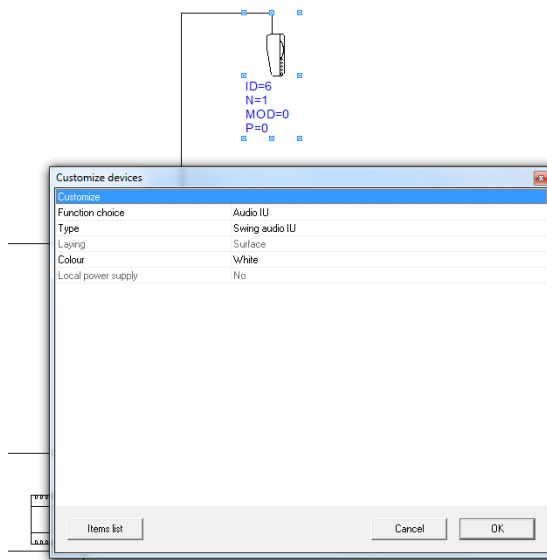 ID=6
N=1
MOD=0
P=0
Customize devices
Customize
Function choice Audio IU
Type Swing audio IU
Laying Surface
Colour White
Local power supply No
Items list Cancel OK